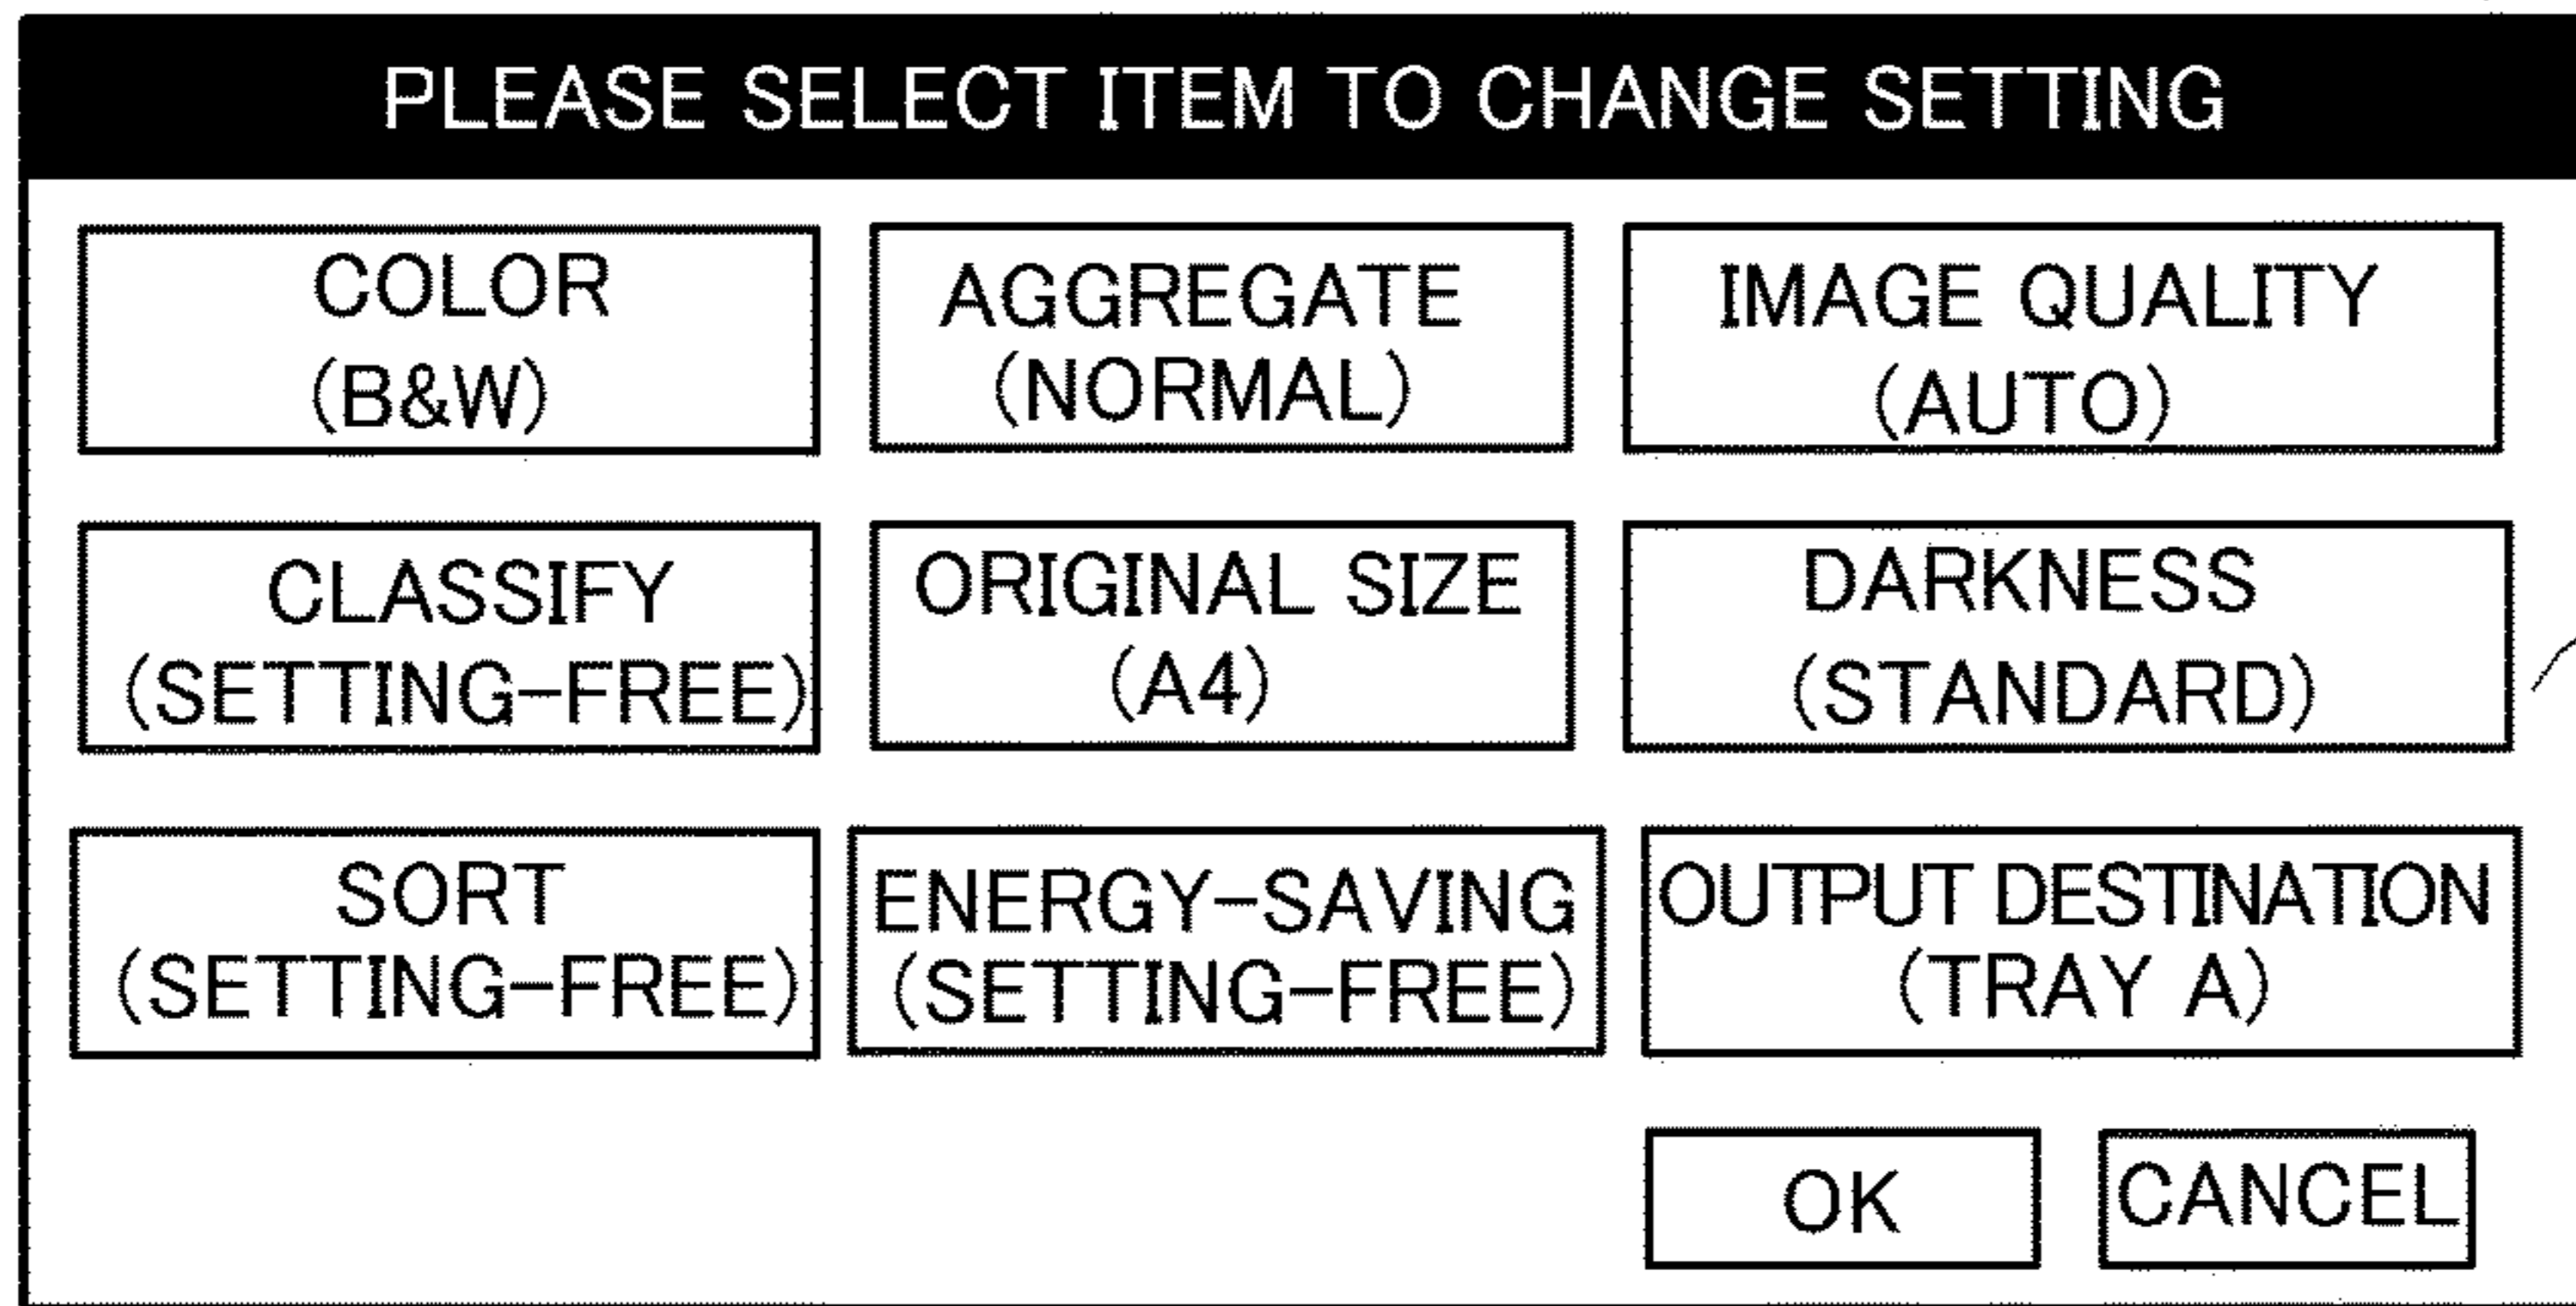 PLEASE SELECT ITEM TO CHANGE SETTING
COLOR
(B&W)
AGGREGATE
(NORMAL)
IMAGE QUALITY
(AUTO)
CLASSIFY
(SETTING-FREE)
ORIGINAL SIZE
(A4)
DARKNESS
(STANDARD)
SORT
(SETTING-FREE)
ENERGY-SAVING
(SETTING-FREE)
OUTPUT DESTINATION
(TRAY A)
OK
CANCEL